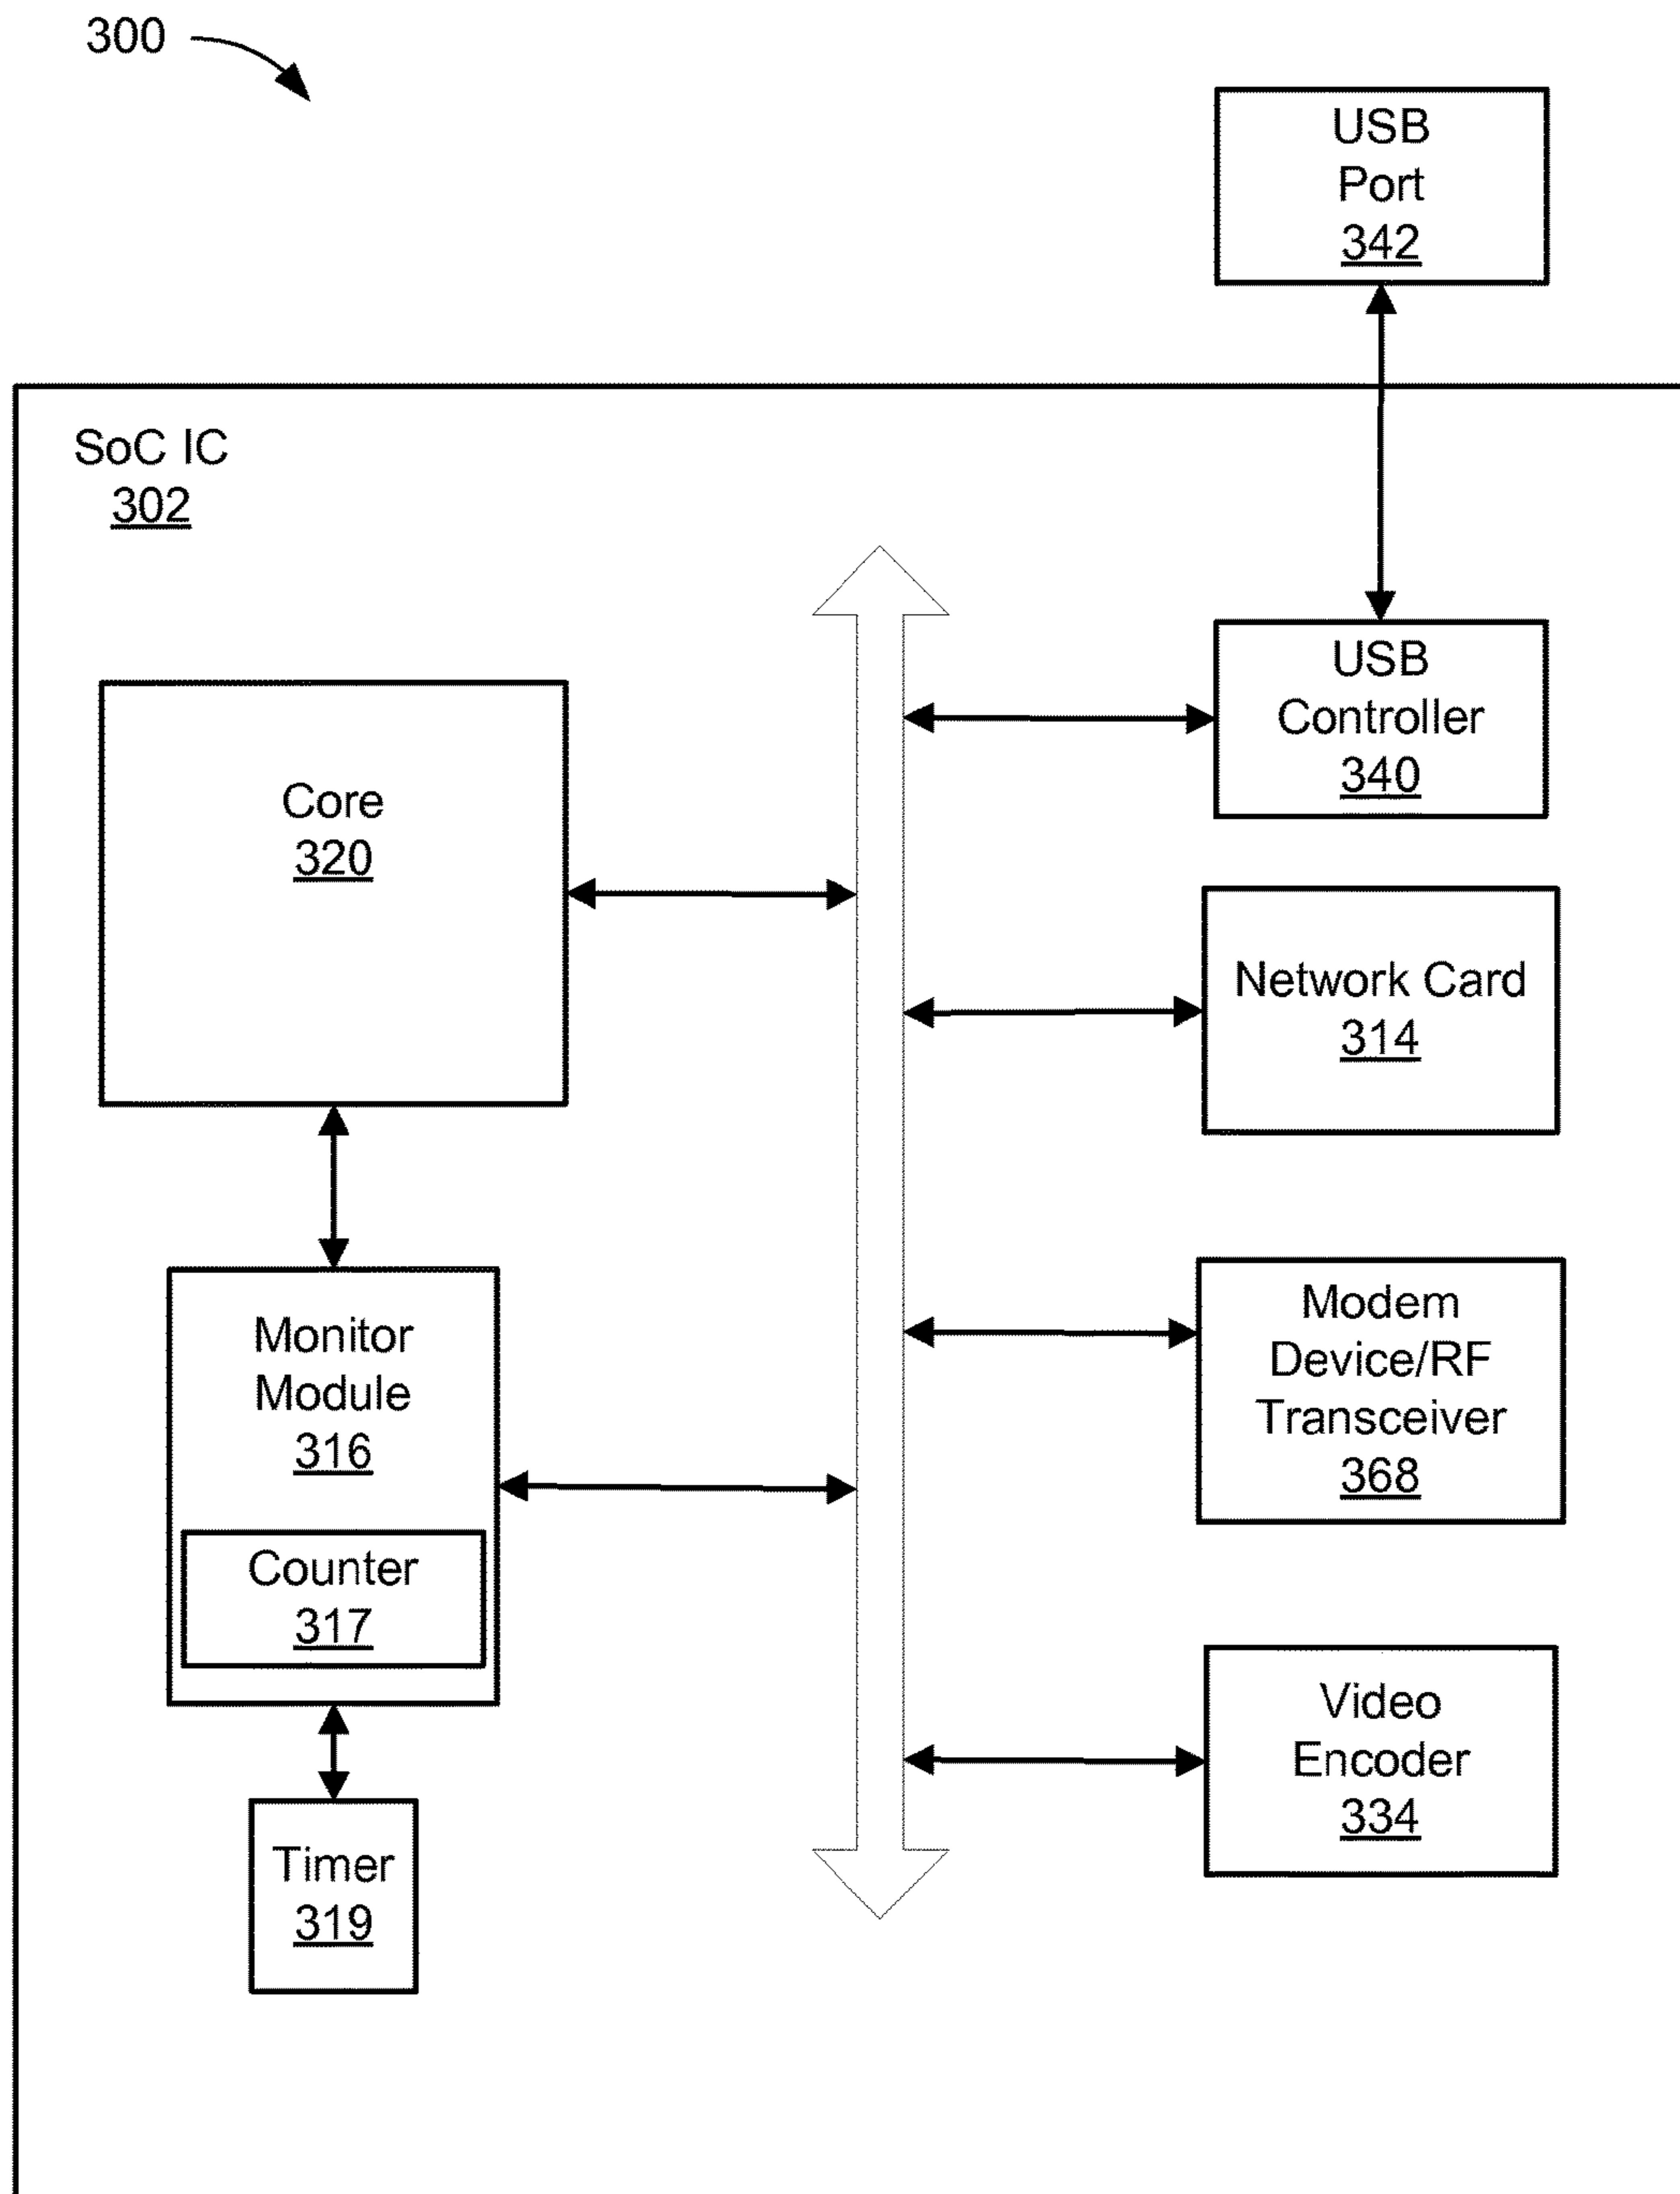 300
USB
Port
342
SoC IC
302
USB
Controller
340
Core
320
Network Card
314
Monitor
Module
316
Modem
Device/RF
Transceiver
368
Counter
317
Video
Encoder
334
Timer
319